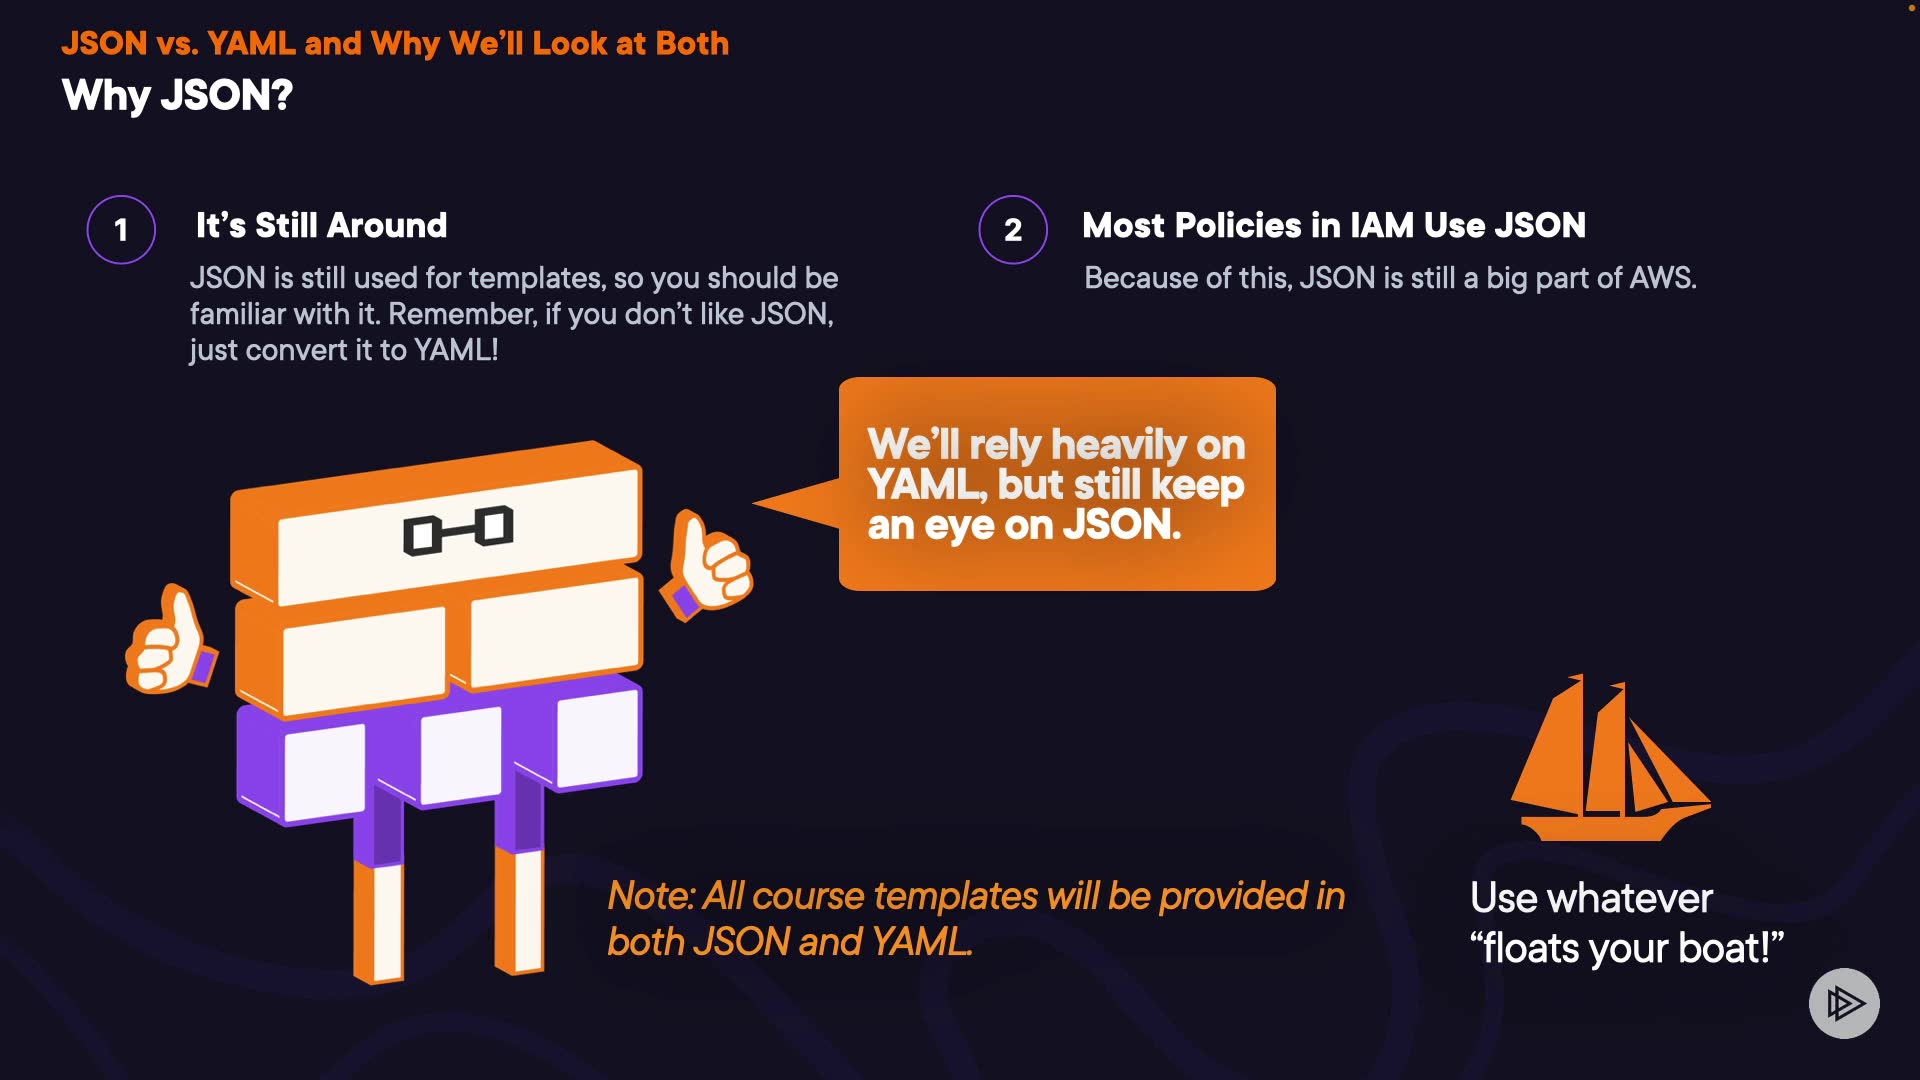 JSON vs. YAML and Why We’ll Look at Both
Why JSON?
1
It’s Still Around
JSON is still used for templates, so you should be
familiar with it. Remember, if you don’t like JSON,
just convert it to YAML!
2
Most Policies in IAM Use JSON
Because of this, JSON is still a big part of AWS.
We’ll rely heavily on
YAML, but still keep
an eye on JSON.
Note: All course templates will be provided in
both JSON and YAML.
Use whatever
“floats your boat!”